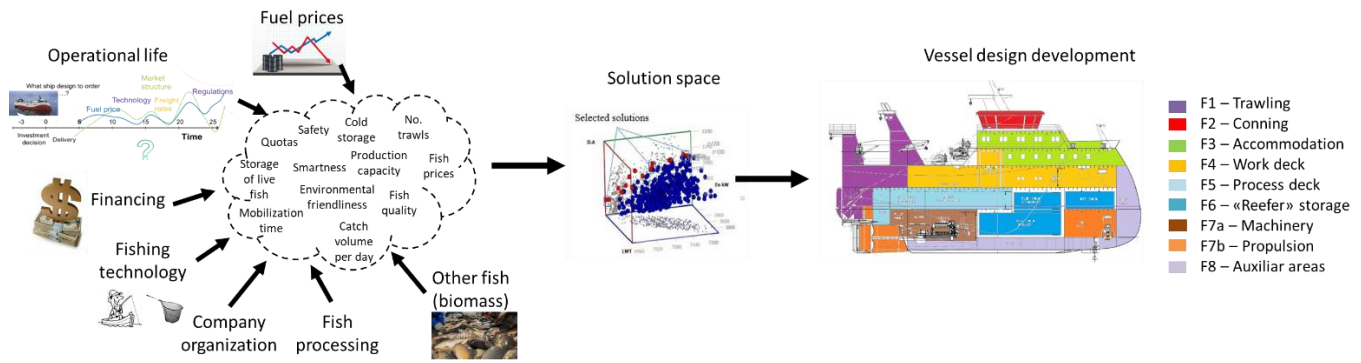 Fuel prices
Operational life
What ship design to order
...?
Market
structure
Technology
Freight
rates
Regulations
Fuel price
-3
0
5
10
15
20
25
Time
Investment
decision
Delivery
?
Financing
Fishing
technology
Company
organization
Fish
processing
Other fish
(biomass)
Quotas
Safety
Cold
storage
No.
trawls
Storage
of live
fish
Smartness
Production
capacity
Fish
prices
Environmental
friendliness
Fish
quality
Mobilization
time
Catch
volume
per day
Solution space
Selected solutions
LWT
Vessel design development
F1 – Trawling
F2 – Conning
F3 – Accommodation
F4 – Work deck
F5 – Process deck
F6 – «Reefer» storage
F7a – Machinery
F7b – Propulsion
F8 – Auxiliar areas